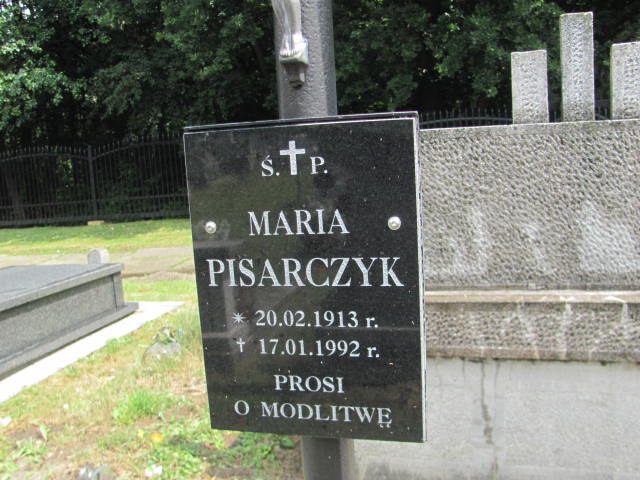 Ś. P.
MARIA
PISARCZYK
* 20.02.1913 r.
† 17.01.1992 r.
PROSI
O MODLITWĘ